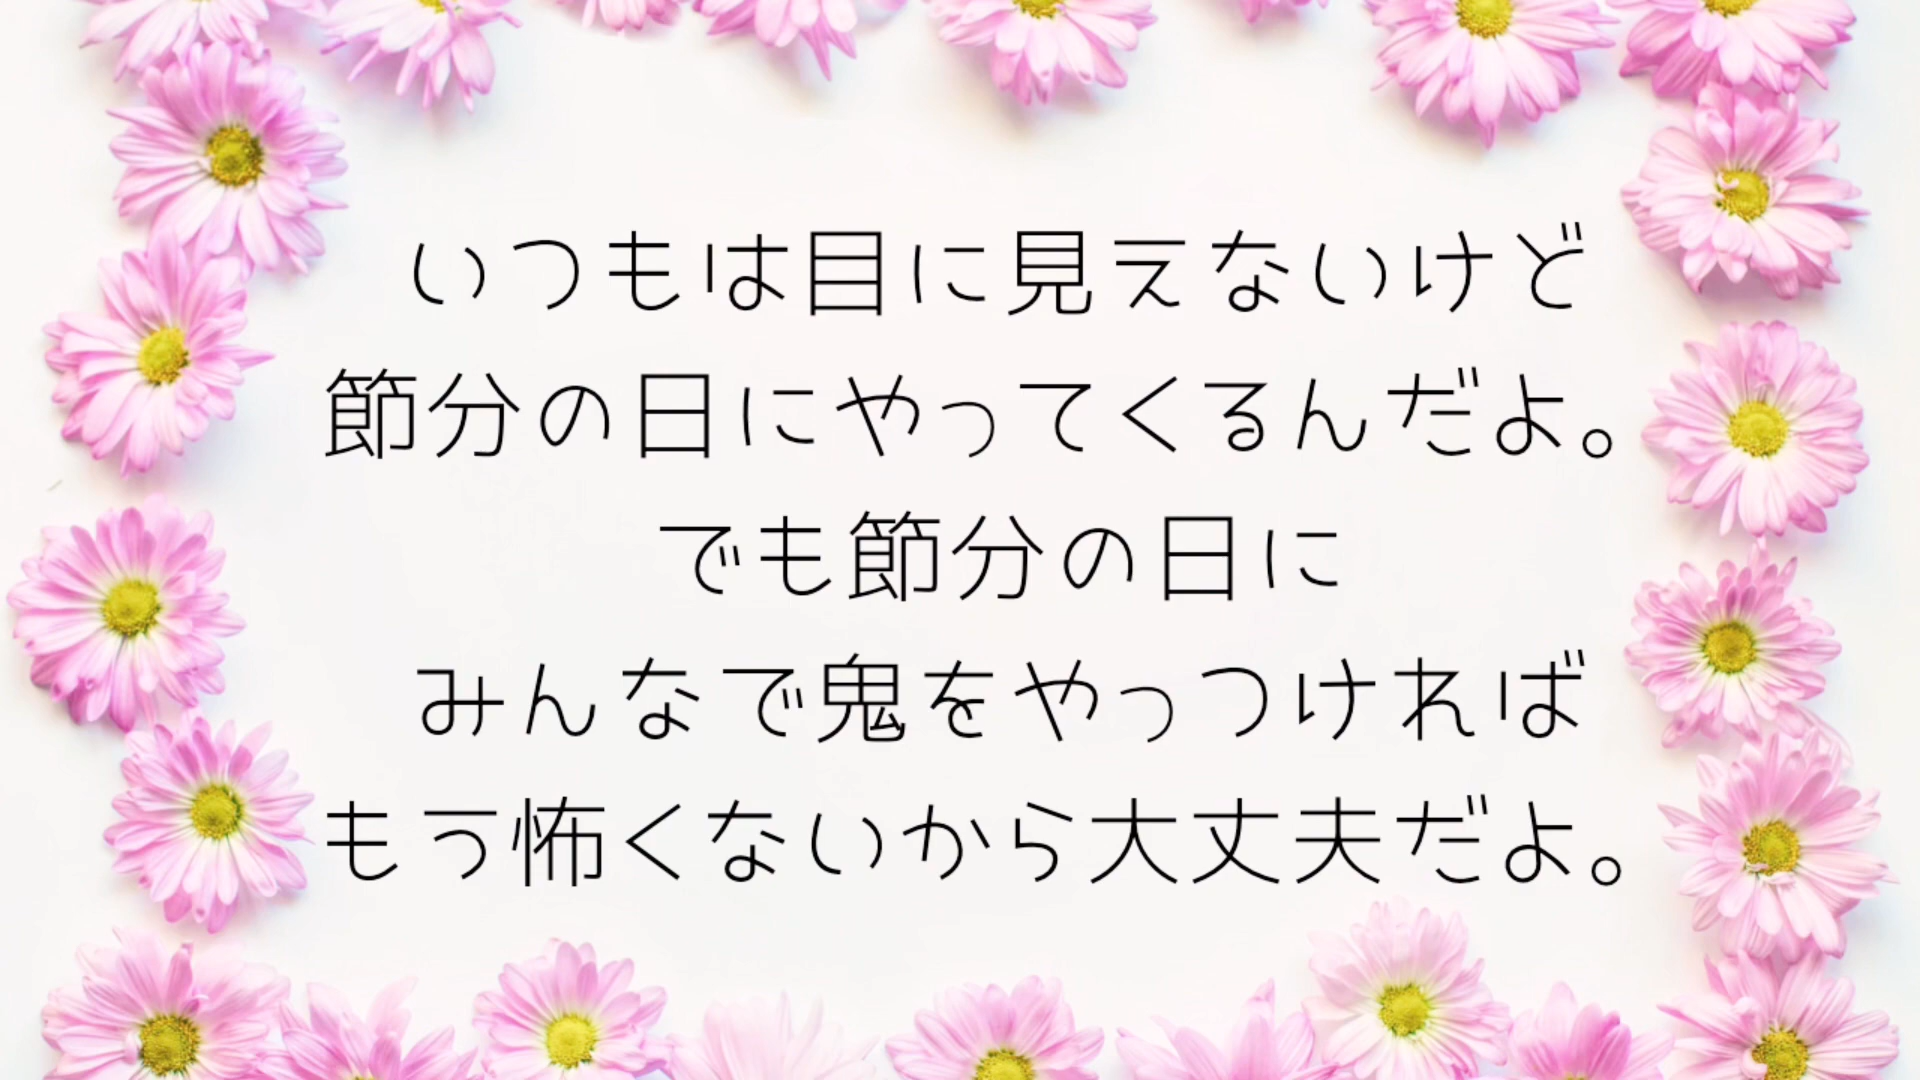 いつもは目に見えないけど
節分の日にやってくるんだよ。
でも節分の日に
みんなで鬼をやっつければ
もう怖くないから大丈夫だよ。